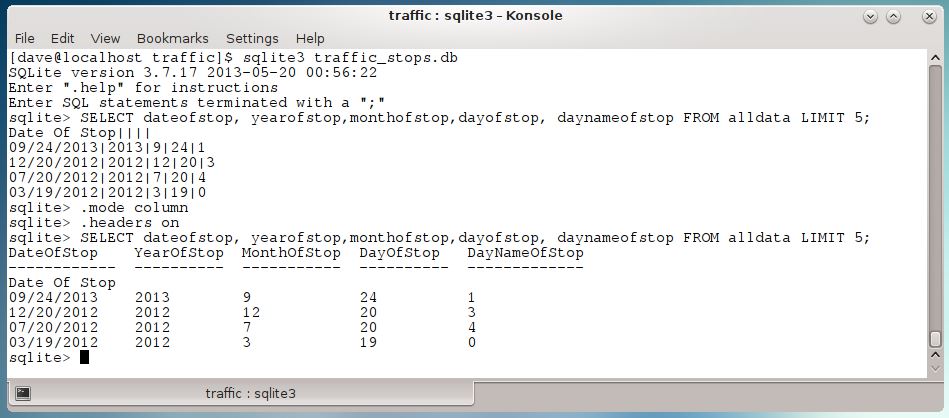 traffic : sqlite3 – Konsole
File Edit View Bookmarks Settings Help
[dave@localhost traffic]$ sqlite3 traffic_stops.db
SQLite version 3.7.17 2013-05-20 00:56:22
Enter ".help" for instructions
Enter SQL statements terminated with a ";"
sqlite> SELECT dateofstop, yearofstop,monthofstop,dayofstop, daynameofstop FROM alldata LIMIT 5;
Date Of Stop||||
09/24/2013|2013|9|24|1
12/20/2012|2012|12|20|3
07/20/2012|2012|7|20|4
03/19/2012|2012|3|19|0
sqlite> .mode column
sqlite> .headers on
sqlite> SELECT dateofstop, yearofstop,monthofstop,dayofstop, daynameofstop FROM alldata LIMIT 5;
DateOfStop    YearOfStop  MonthOfStop  DayOfStop   DayNameOfStop
------------  ----------  -----------  ----------  -------------
Date Of Stop
09/24/2013    2013        9            24          1
12/20/2012    2012        12           20          3
07/20/2012    2012        7            20          4
03/19/2012    2012        3            19          0
sqlite>
traffic : sqlite3